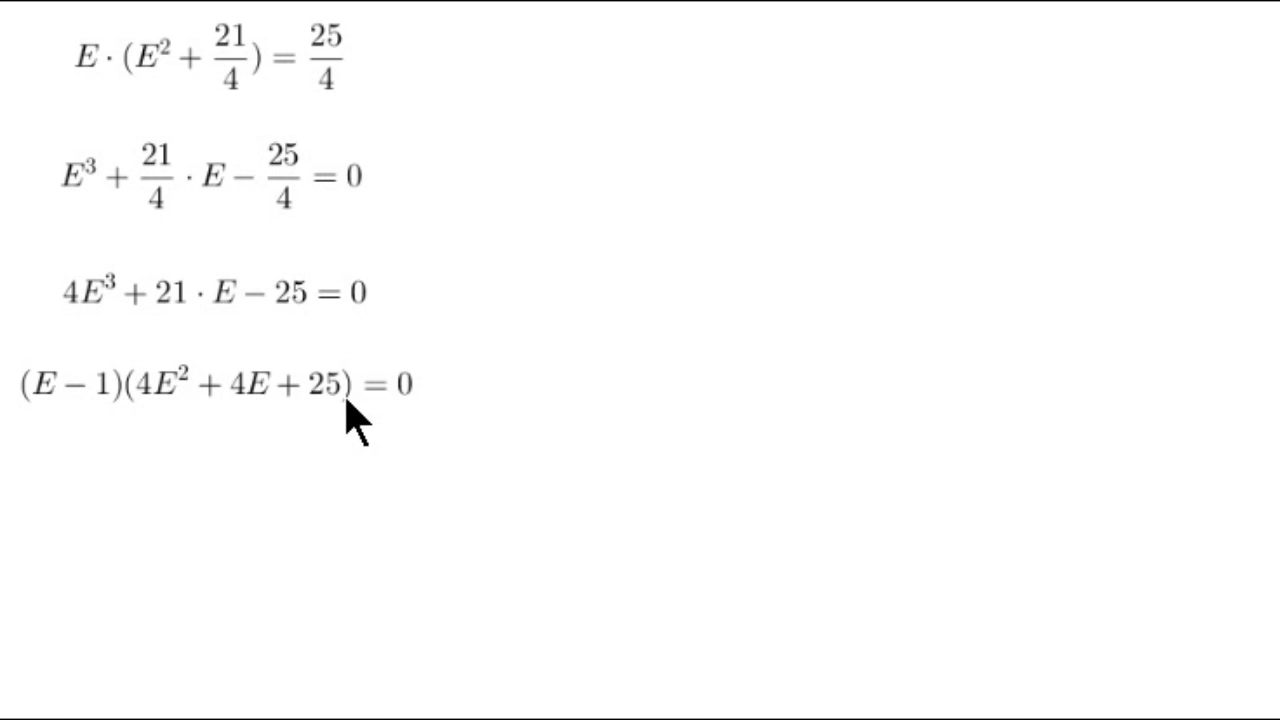 E · (E² + 21/4) = 25/4
E³ + 21/4 · E − 25/4 = 0
4E³ + 21 · E − 25 = 0
(E − 1)(4E² + 4E + 25) = 0